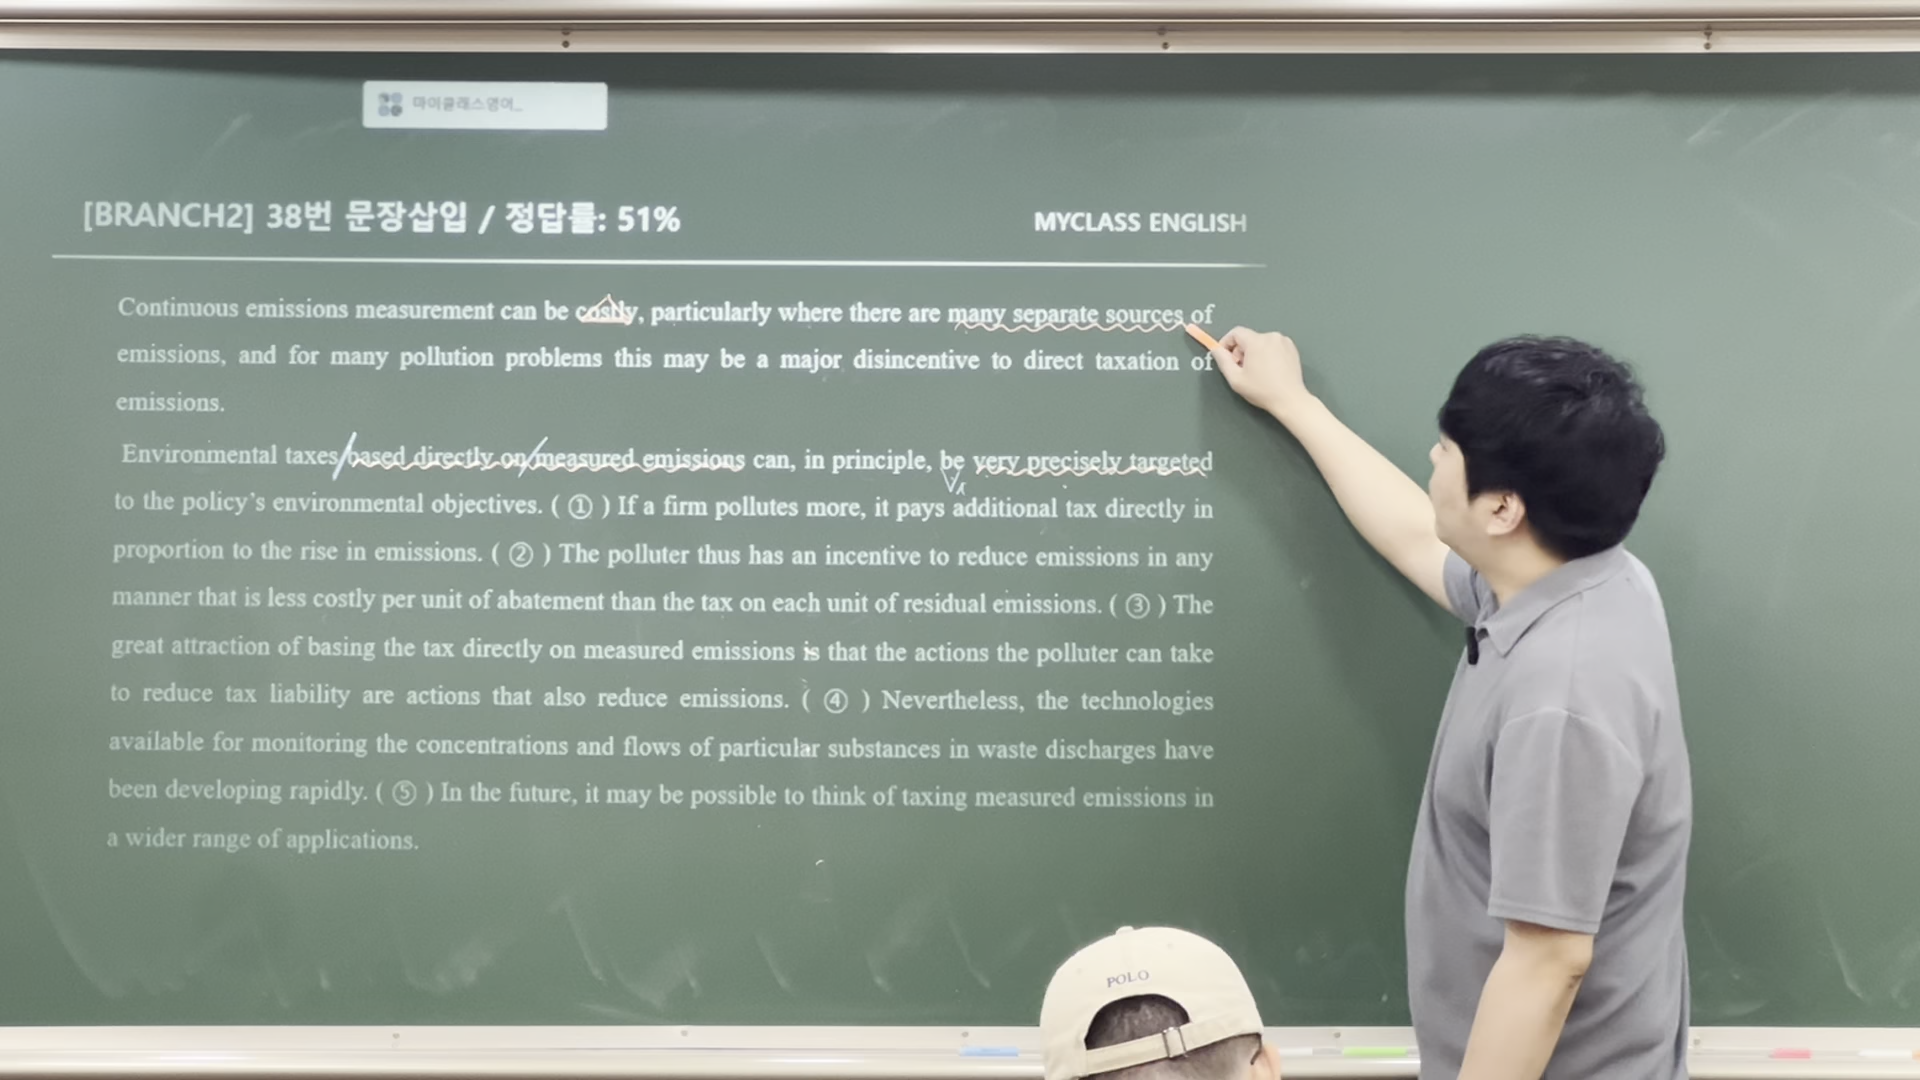 마이클래스영어_
[BRANCH2] 38번 문장삽입 / 정답률: 51%
MYCLASS ENGLISH
Continuous emissions measurement can be costly, particularly where there are many separate sources of
emissions, and for many pollution problems this may be a major disincentive to direct taxation of
emissions.
Environmental taxes based directly on measured emissions can, in principle, be very precisely targeted
to the policy's environmental objectives. ( ① ) If a firm pollutes more, it pays additional tax directly in
proportion to the rise in emissions. ( ② ) The polluter thus has an incentive to reduce emissions in any
manner that is less costly per unit of abatement than the tax on each unit of residual emissions. ( ③ ) The
great attraction of basing the tax directly on measured emissions is that the actions the polluter can take
to reduce tax liability are actions that also reduce emissions. ( ④ ) Nevertheless, the technologies
available for monitoring the concentrations and flows of particular substances in waste discharges have
been developing rapidly. ( ⑤ ) In the future, it may be possible to think of taxing measured emissions in
a wider range of applications.
POLO